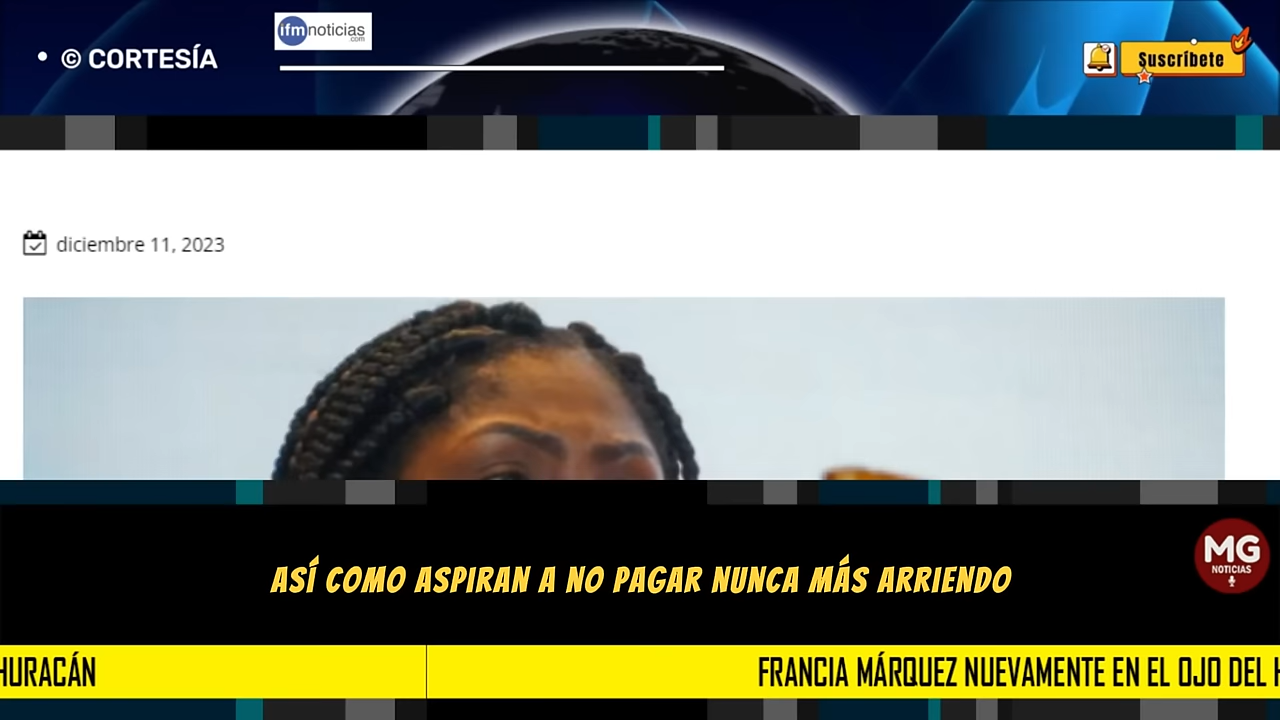 • © CORTESÍA
ifmnoticias
.com
Suscríbete
diciembre 11, 2023
ASÍ COMO ASPIRAN A NO PAGAR NUNCA MÁS ARRIENDO
MG
NOTICIAS
HURACÁN
FRANCIA MÁRQUEZ NUEVAMENTE EN EL OJO DEL H